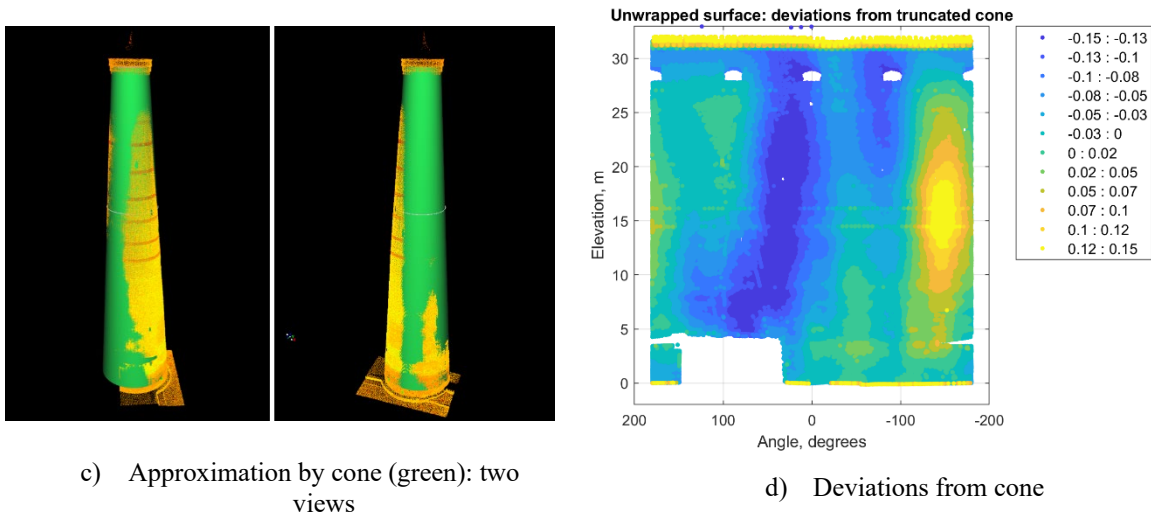 Unwrapped surface: deviations from truncated cone
30
25
20
15
10
5
0
Elevation, m
200
100
0
-100
-200
Angle, degrees
-0.15 : -0.13
-0.13 : -0.1
-0.1 : -0.08
-0.08 : -0.05
-0.05 : -0.03
-0.03 : 0
0 : 0.02
0.02 : 0.05
0.05 : 0.07
0.07 : 0.1
0.1 : 0.12
0.12 : 0.15
c) Approximation by cone (green): two
views
d) Deviations from cone